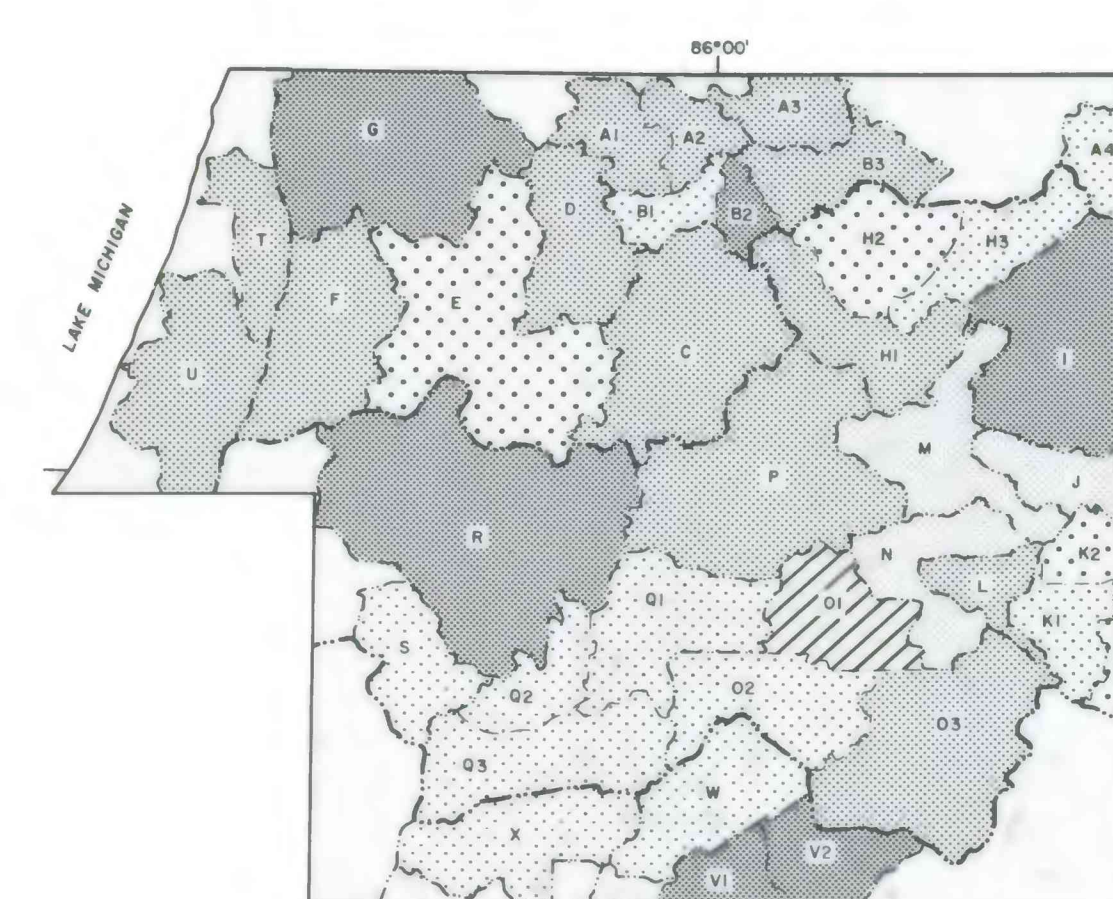 86°00'
G
A1
A2
A3
A4
B3
D
B1
B2
T
H2
H3
LAKE MICHIGAN
F
E
C
H1
I
U
M
P
J
R
N
K2
L
Q1
O1
K1
S
Q2
O2
O3
Q3
W
X
V2
V1